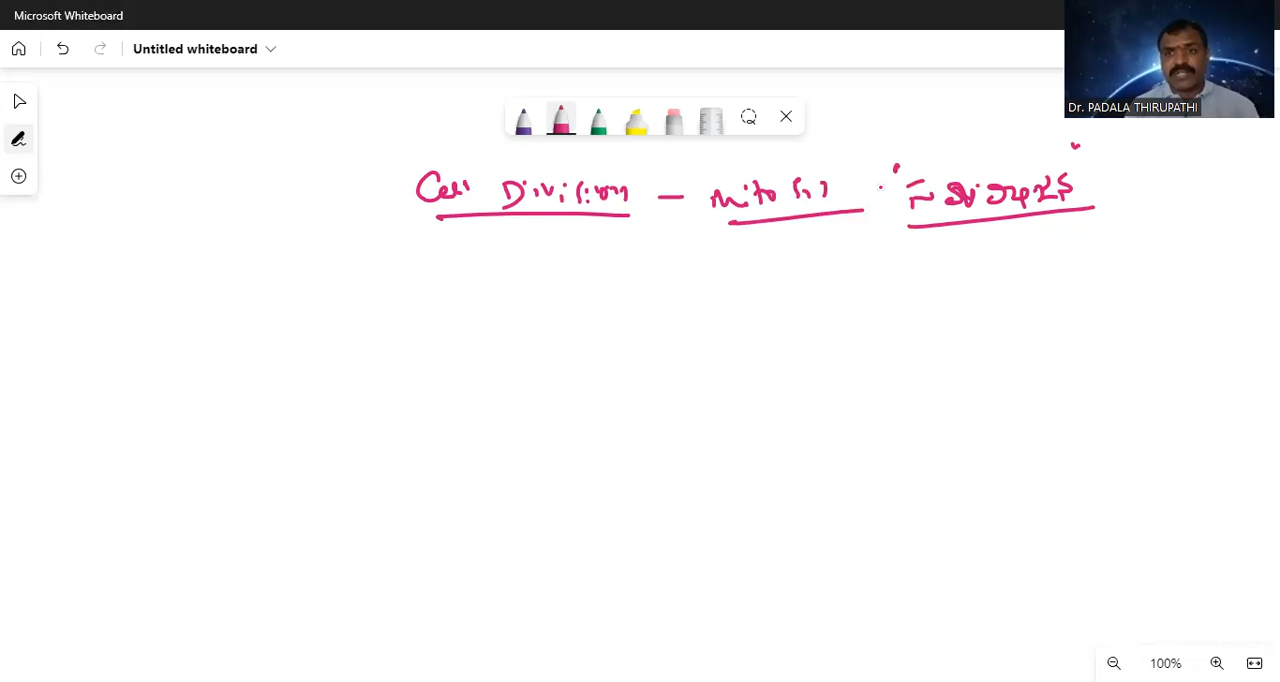 Microsoft Whiteboard
Untitled whiteboard
Dr. PADALA THIRUPATHI
Cell Division – Mitosis
100%